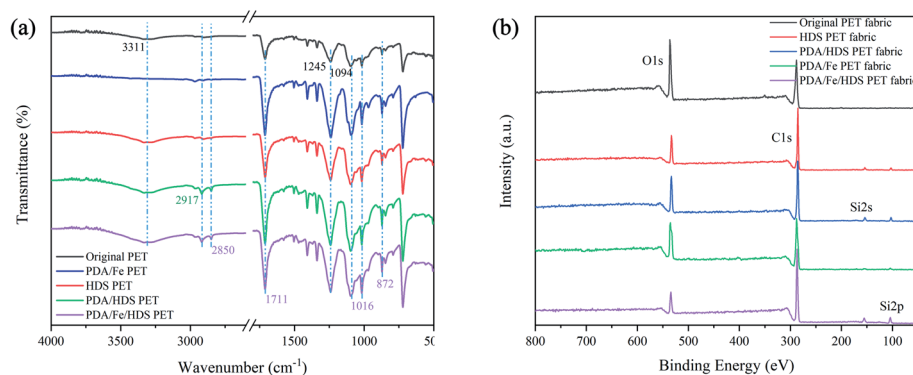 (a)
Transmittance (%)
3311
2917
2850
1711
1245
1094
1016
872
Original PET
PDA/Fe PET
HDS PET
PDA/HDS PET
PDA/Fe/HDS PET
4000 3500 3000 2500 1500 1000 50
Wavenumber (cm⁻¹)
(b)
Intensity (a.u.)
O1s
C1s
Si2s
Si2p
Original PET fabric
HDS PET fabric
PDA/HDS PET fabric
PDA/Fe PET fabric
PDA/Fe/HDS PET fabri
800 700 600 500 400 300 200 100 0
Binding Energy (eV)